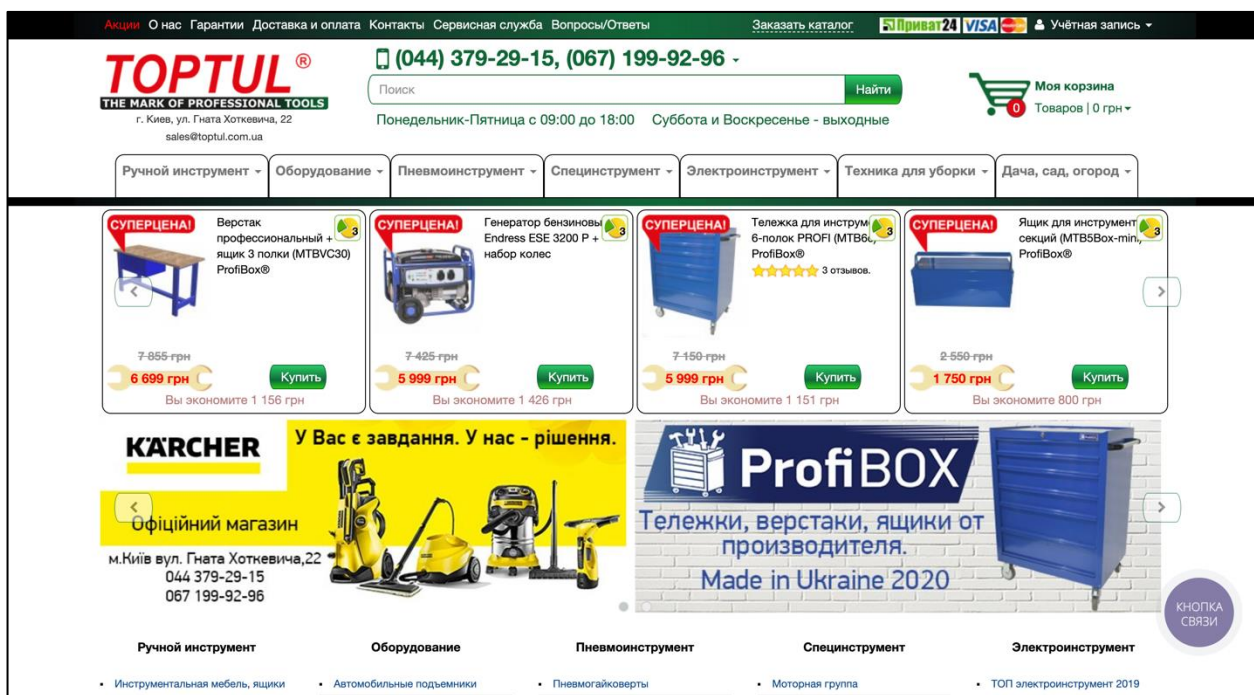 Акции О нас Гарантии Доставка и оплата Контакты Сервисная служба Вопросы/Ответы Заказать каталог Приват24 VISA Учётная запись
TOPTUL®
THE MARK OF PROFESSIONAL TOOLS
г. Киев, ул. Гната Хоткевича, 22
sales@toptul.com.ua
(044) 379-29-15, (067) 199-92-96
Поиск Найти
Понедельник-Пятница с 09:00 до 18:00 Суббота и Воскресенье - выходные
Моя корзина
0 Товаров | 0 грн
Ручной инструмент Оборудование Пневмоинструмент Специнструмент Электроинструмент Техника для уборки Дача, сад, огород
СУПЕРЦЕНА!
Верстак
профессиональный +
ящик 3 полки (MTBVC30)
ProfiBox®
3
7 855 грн
6 699 грн Купить
Вы экономите 1 156 грн
СУПЕРЦЕНА!
Генератор бензиновы
Endress ESE 3200 P +
набор колес
3
7 425 грн
5 999 грн Купить
Вы экономите 1 426 грн
СУПЕРЦЕНА!
Тележка для инструм
6-полок PROFI (MTB6
ProfiBox®
3 отзывов.
3
7 150 грн
5 999 грн Купить
Вы экономите 1 151 грн
СУПЕРЦЕНА!
Ящик для инструмент
секций (MTB5Box-mini
ProfiBox®
3
2 550 грн
1 750 грн Купить
Вы экономите 800 грн
KÄRCHER
У Вас є завдання. У нас - рішення.
Офіційний магазин
м.Київ вул. Гната Хоткевича,22
044 379-29-15
067 199-92-96
ProfiBOX
Тележки, верстаки, ящики от
производителя.
Made in Ukraine 2020
КНОПКА
СВЯЗИ
Ручной инструмент Оборудование Пневмоинструмент Специнструмент Электроинструмент
Инструментальная мебель, ящики Автомобильные подъемники Пневмогайковерты Моторная группа ТОП электроинструмент 2019